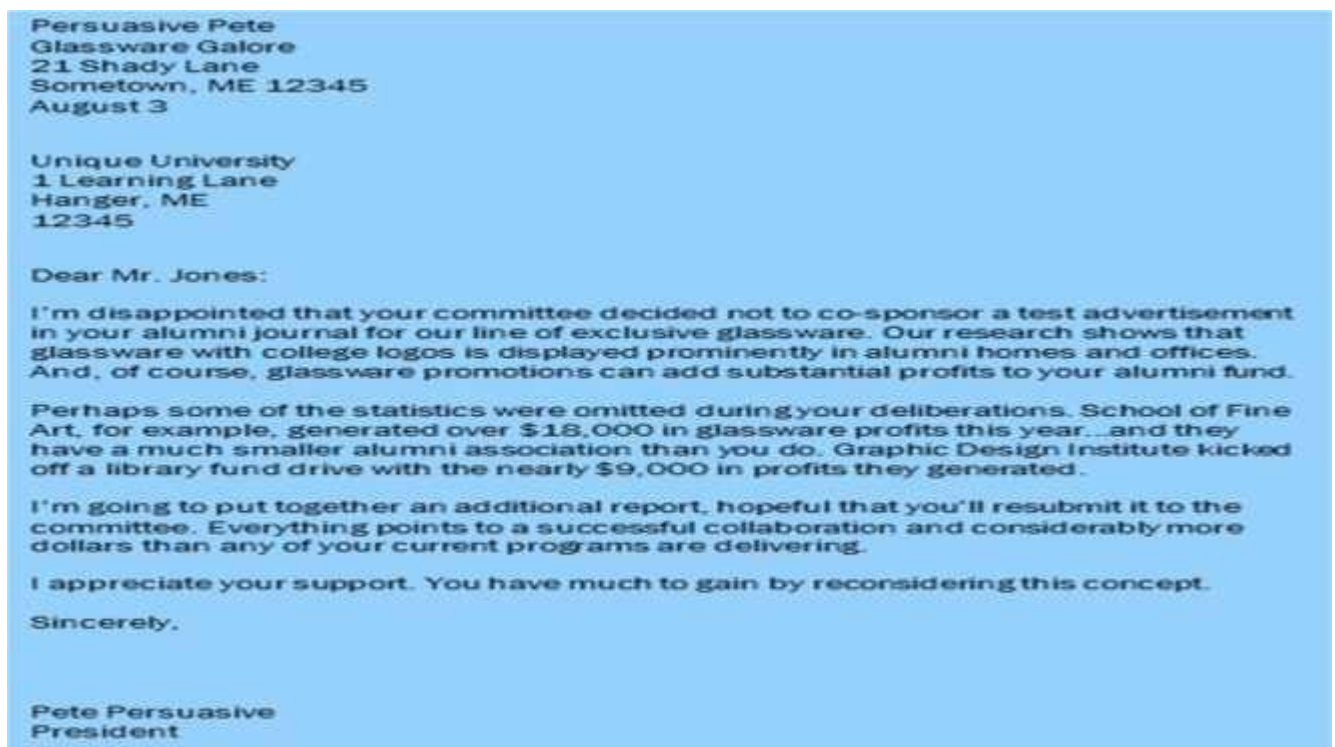 Persuasive Pete
Glassware Galore
21 Shady Lane
Sometown, ME 12345
August 3
Unique University
1 Learning Lane
Hanger, ME
12345
Dear Mr. Jones:
I'm disappointed that your committee decided not to co-sponsor a test advertisement
in your alumni journal for our line of exclusive glassware. Our research shows that
glassware with college logos is displayed prominently in alumni homes and offices.
And, of course, glassware promotions can add substantial profits to your alumni fund.
Perhaps some of the statistics were omitted during your deliberations. School of Fine
Art, for example, generated over $18,000 in glassware profits this year...and they
have a much smaller alumni association than you do. Graphic Design Institute kicked
off a library fund drive with the nearly $9,000 in profits they generated.
I'm going to put together an additional report, hopeful that you'll resubmit it to the
committee. Everything points to a successful collaboration and considerably more
dollars than any of your current programs are delivering.
I appreciate your support. You have much to gain by reconsidering this concept.
Sincerely,
Pete Persuasive
President